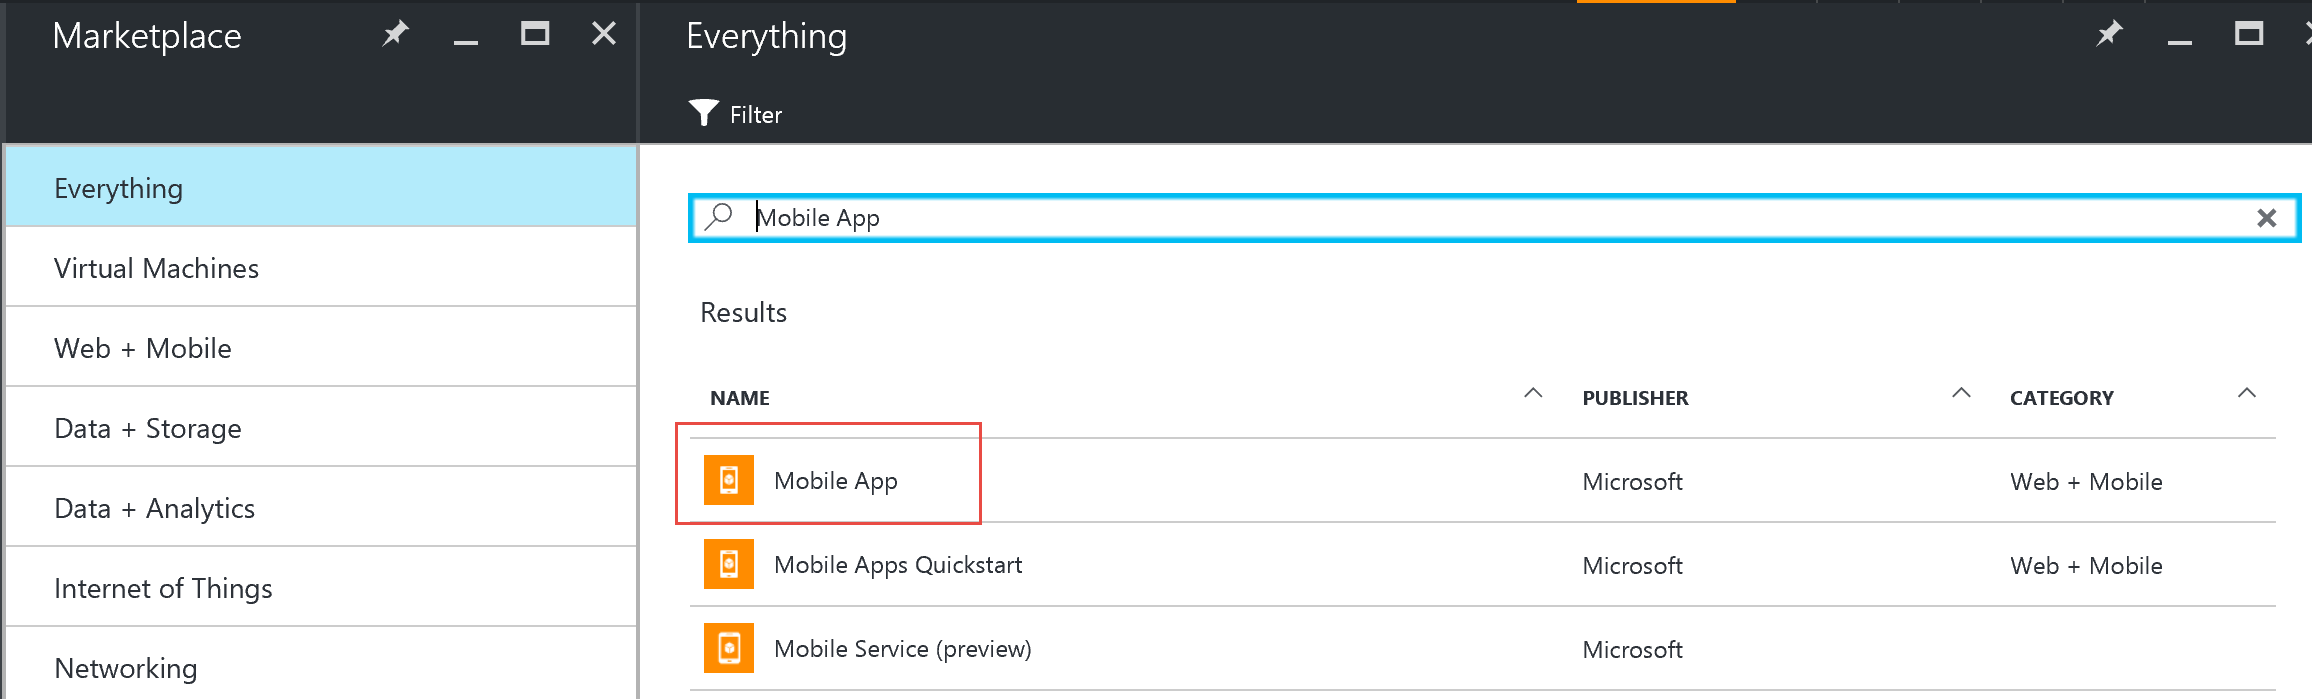 Marketplace
Everything
Virtual Machines
Web + Mobile
Data + Storage
Data + Analytics
Internet of Things
Networking
Everything
Filter
Mobile App
Results
NAME PUBLISHER CATEGORY
Mobile App Microsoft Web + Mobile
Mobile Apps Quickstart Microsoft Web + Mobile
Mobile Service (preview) Microsoft